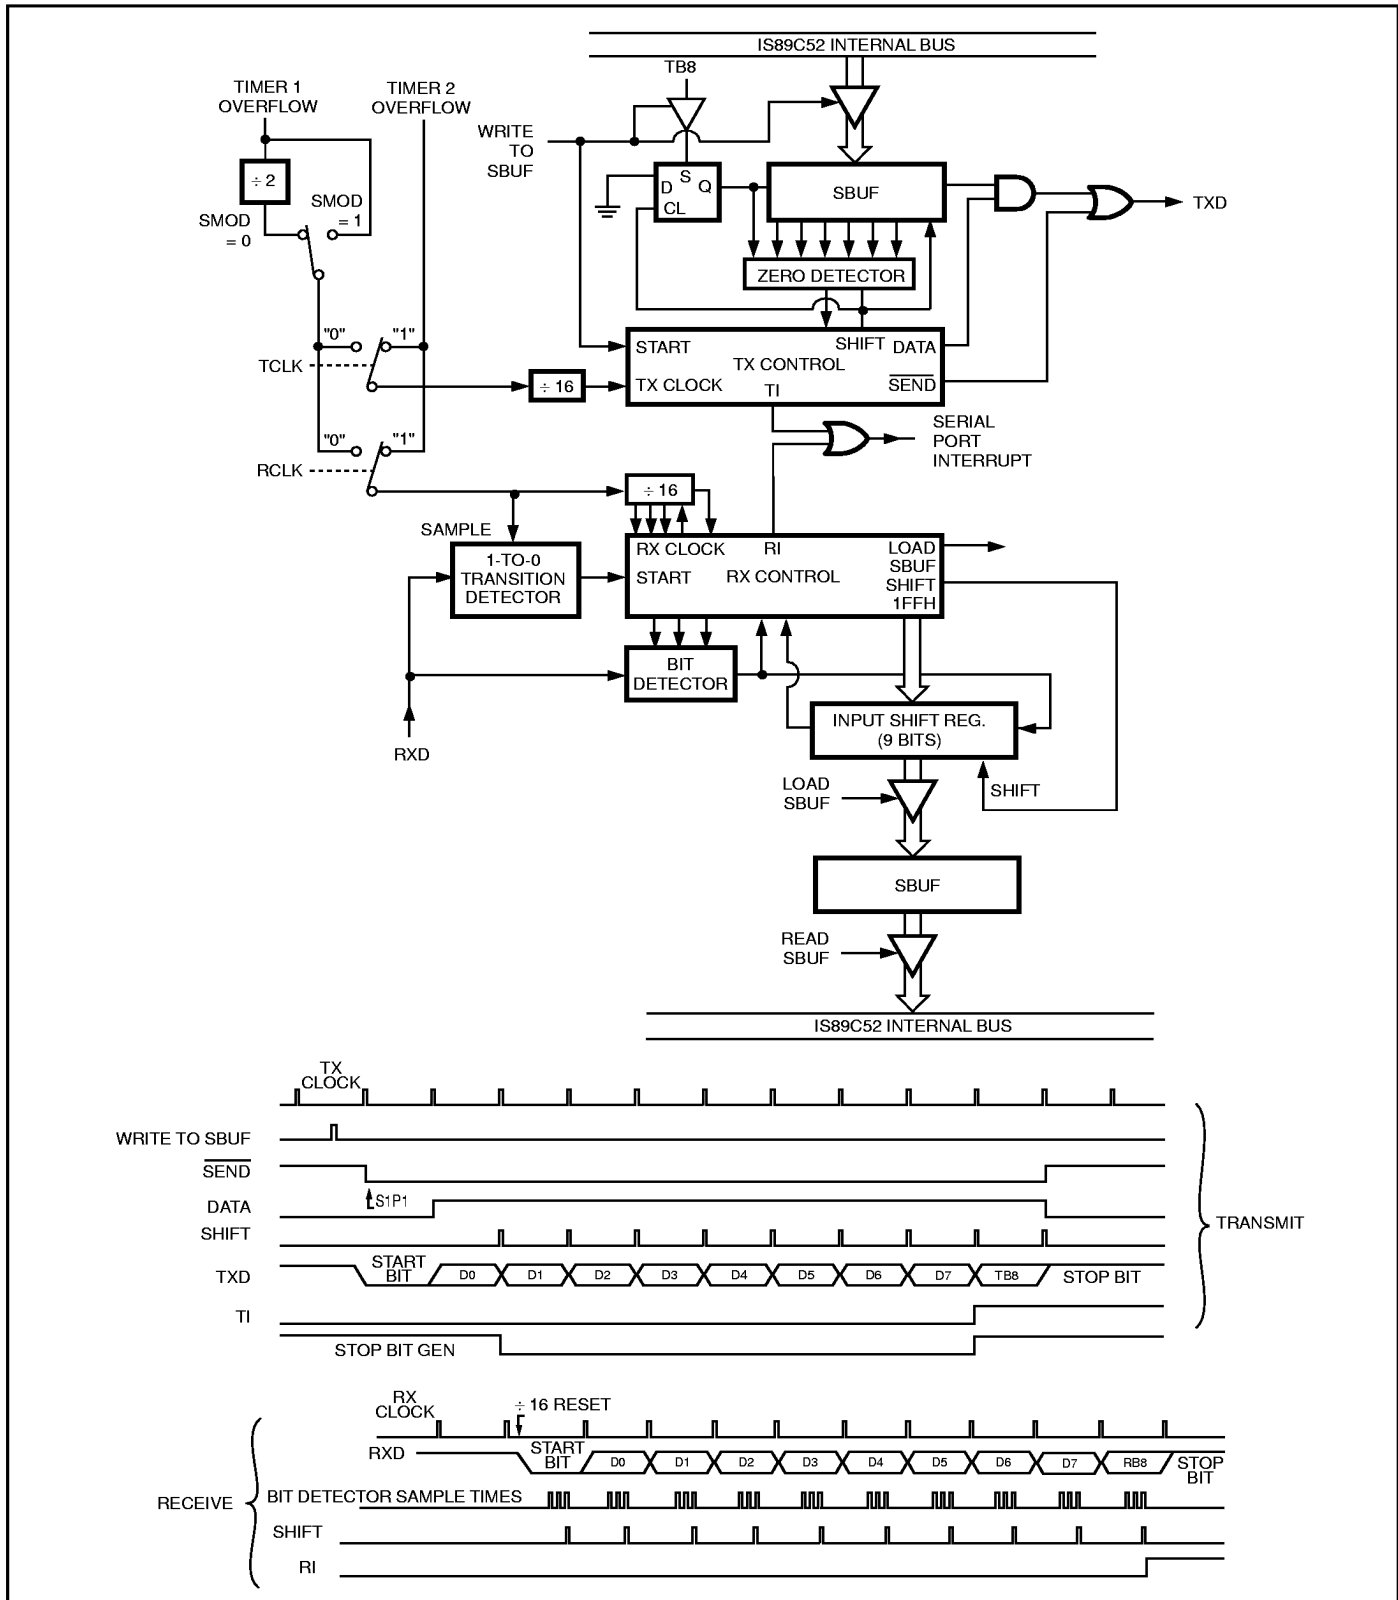 IS89C52 INTERNAL BUS
TB8
TIMER 1
OVERFLOW
TIMER 2
OVERFLOW
WRITE
TO
SBUF
÷ 2
SMOD
= 1
SMOD
= 0
D
S
Q
CL
SBUF
TXD
ZERO DETECTOR
"0"
"1"
TCLK
START
SHIFT
DATA
TX CONTROL
÷ 16
TX CLOCK
TI
SEND
"0"
"1"
RCLK
SERIAL
PORT
INTERRUPT
÷ 16
SAMPLE
1-TO-0
TRANSITION
DETECTOR
RX CLOCK
RI
START
RX CONTROL
LOAD
SBUF
SHIFT
1FFH
BIT
DETECTOR
RXD
INPUT SHIFT REG.
(9 BITS)
LOAD
SBUF
SHIFT
SBUF
READ
SBUF
IS89C52 INTERNAL BUS
TX
CLOCK
WRITE TO SBUF
SEND
S1P1
DATA
SHIFT
TRANSMIT
TXD
START
BIT
D0
D1
D2
D3
D4
D5
D6
D7
TB8
STOP BIT
TI
STOP BIT GEN
RX
CLOCK
÷ 16 RESET
RXD
START
BIT
D0
D1
D2
D3
D4
D5
D6
D7
RB8
STOP
BIT
RECEIVE
BIT DETECTOR SAMPLE TIMES
SHIFT
RI